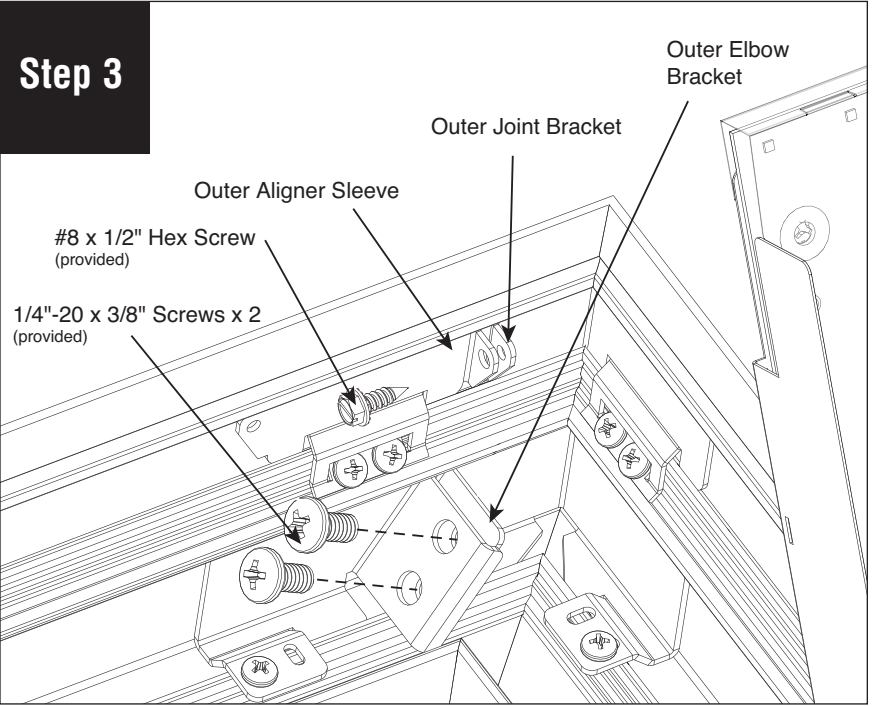 Step 3
Outer Elbow
Bracket
Outer Joint Bracket
Outer Aligner Sleeve
#8 x 1/2" Hex Screw
(provided)
1/4"-20 x 3/8" Screws x 2
(provided)